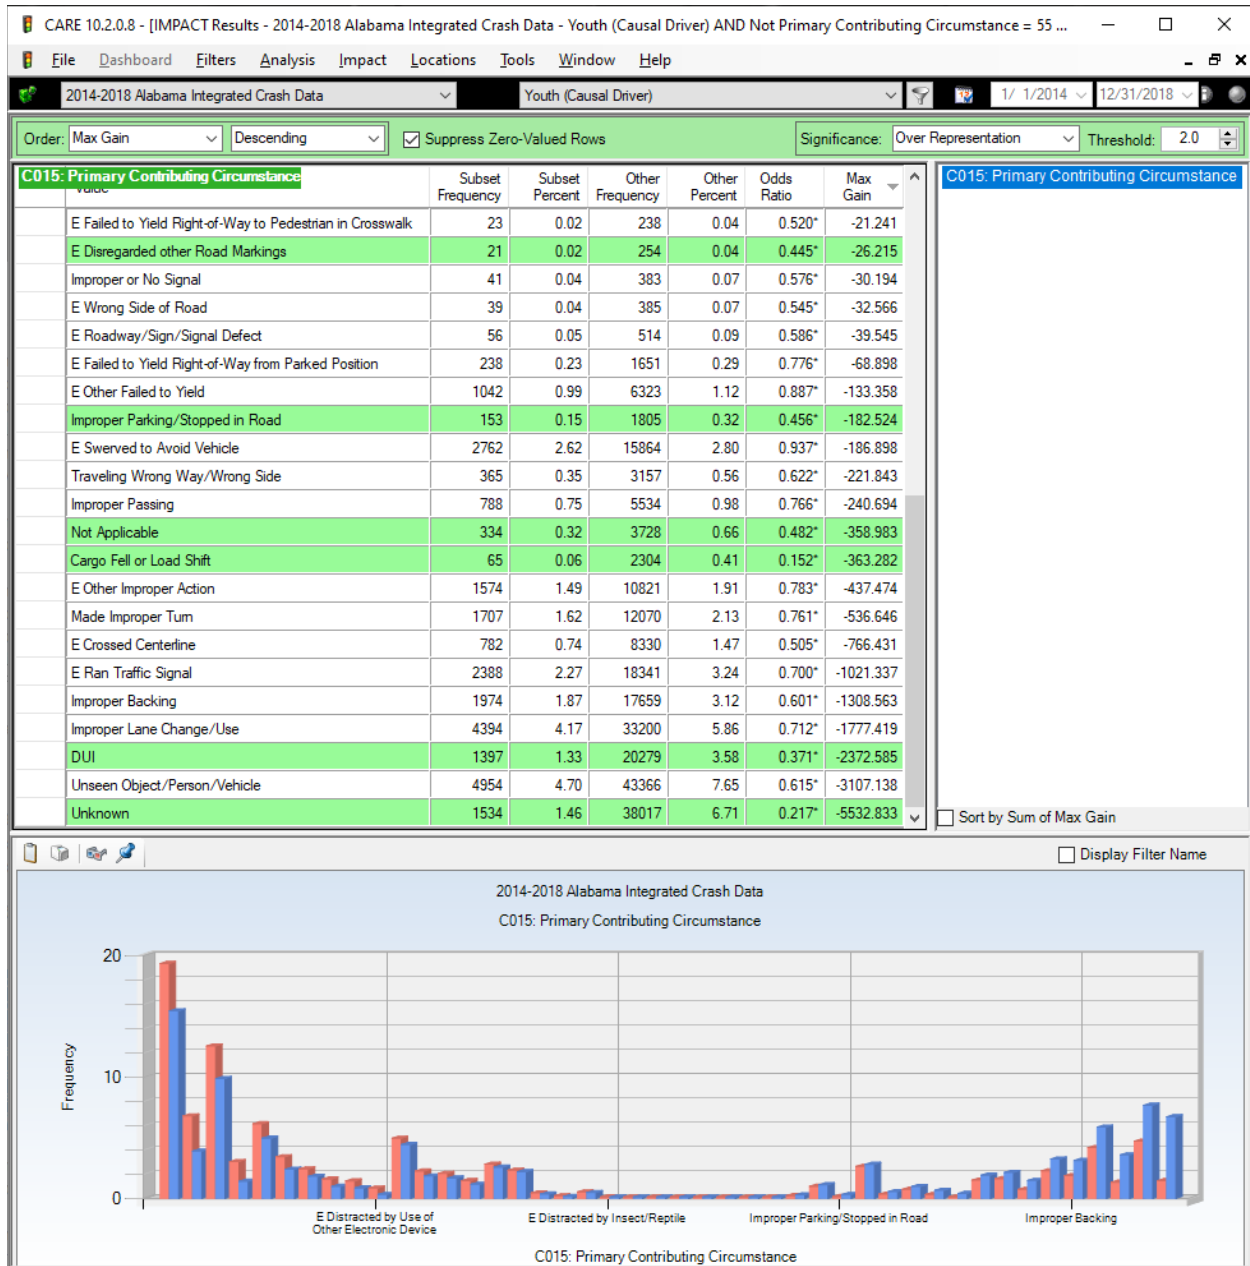 CARE 10.2.0.8 - [IMPACT Results - 2014-2018 Alabama Integrated Crash Data - Youth (Causal Driver) AND Not Primary Contributing Circumstance = 55 ...
File Dashboard Filters Analysis Impact Locations Tools Window Help
2014-2018 Alabama Integrated Crash Data Youth (Causal Driver) 1/ 1/2014 12/31/2018
Order: Max Gain Descending Suppress Zero-Valued Rows Significance: Over Representation Threshold: 2.0
C015: Primary Contributing Circumstance Subset Frequency Subset Percent Other Frequency Other Percent Odds Ratio Max Gain C015: Primary Contributing Circumstance
E Failed to Yield Right-of-Way to Pedestrian in Crosswalk 23 0.02 238 0.04 0.520* -21.241
E Disregarded other Road Markings 21 0.02 254 0.04 0.445* -26.215
Improper or No Signal 41 0.04 383 0.07 0.576* -30.194
E Wrong Side of Road 39 0.04 385 0.07 0.545* -32.566
E Roadway/Sign/Signal Defect 56 0.05 514 0.09 0.586* -39.545
E Failed to Yield Right-of-Way from Parked Position 238 0.23 1651 0.29 0.776* -68.898
E Other Failed to Yield 1042 0.99 6323 1.12 0.887* -133.358
Improper Parking/Stopped in Road 153 0.15 1805 0.32 0.456* -182.524
E Swerved to Avoid Vehicle 2762 2.62 15864 2.80 0.937* -186.898
Traveling Wrong Way/Wrong Side 365 0.35 3157 0.56 0.622* -221.843
Improper Passing 788 0.75 5534 0.98 0.766* -240.694
Not Applicable 334 0.32 3728 0.66 0.482* -358.983
Cargo Fell or Load Shift 65 0.06 2304 0.41 0.152* -363.282
E Other Improper Action 1574 1.49 10821 1.91 0.783* -437.474
Made Improper Turn 1707 1.62 12070 2.13 0.761* -536.646
E Crossed Centerline 782 0.74 8330 1.47 0.505* -766.431
E Ran Traffic Signal 2388 2.27 18341 3.24 0.700* -1021.337
Improper Backing 1974 1.87 17659 3.12 0.601* -1308.563
Improper Lane Change/Use 4394 4.17 33200 5.86 0.712* -1777.419
DUI 1397 1.33 20279 3.58 0.371* -2372.585
Unseen Object/Person/Vehicle 4954 4.70 43366 7.65 0.615* -3107.138
Unknown 1534 1.46 38017 6.71 0.217* -5532.833
Sort by Sum of Max Gain
Display Filter Name
2014-2018 Alabama Integrated Crash Data
C015: Primary Contributing Circumstance
20
10
0
Frequency
E Distracted by Use of Other Electronic Device
E Distracted by Insect/Reptile
Improper Parking/Stopped in Road
Improper Backing
C015: Primary Contributing Circumstance